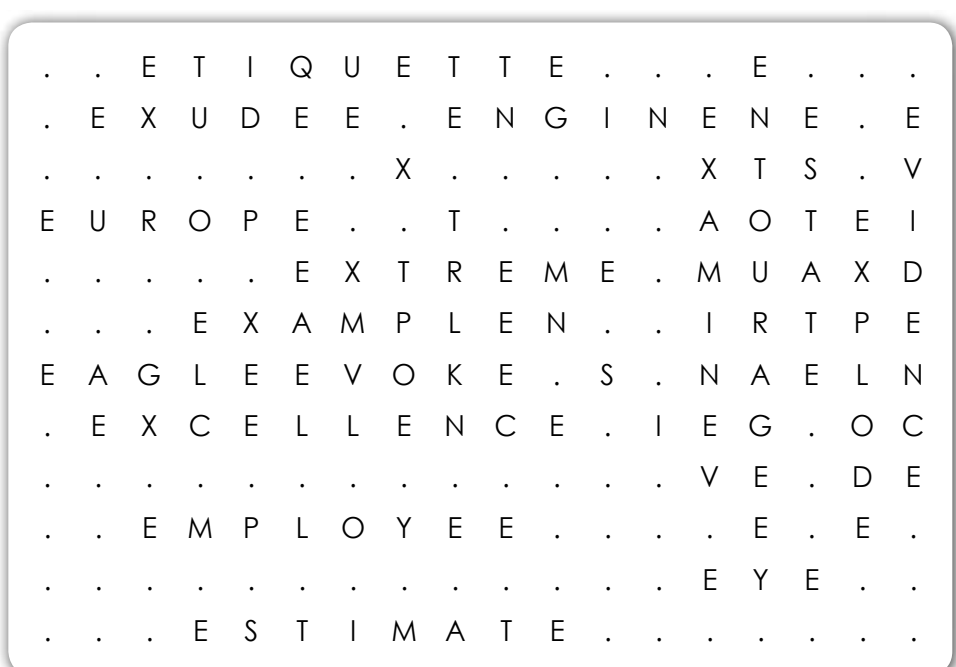 . . E T I Q U E T T E . . . E . . .
. E X U D E E . E N G I N E N E . E
. . . . . . . X . . . . . X T S . V
E U R O P E . . T . . . . A O T E I
. . . . . E X T R E M E . M U A X D
. . . E X A M P L E N . . I R T P E
E A G L E E V O K E . S . N A E L N
. E X C E L L E N C E . I E G . O C
. . . . . . . . . . . . . V E . D E
. . E M P L O Y E E . . . . E . E .
. . . . . . . . . . . . . E Y E . .
. . . E S T I M A T E . . . . . . .